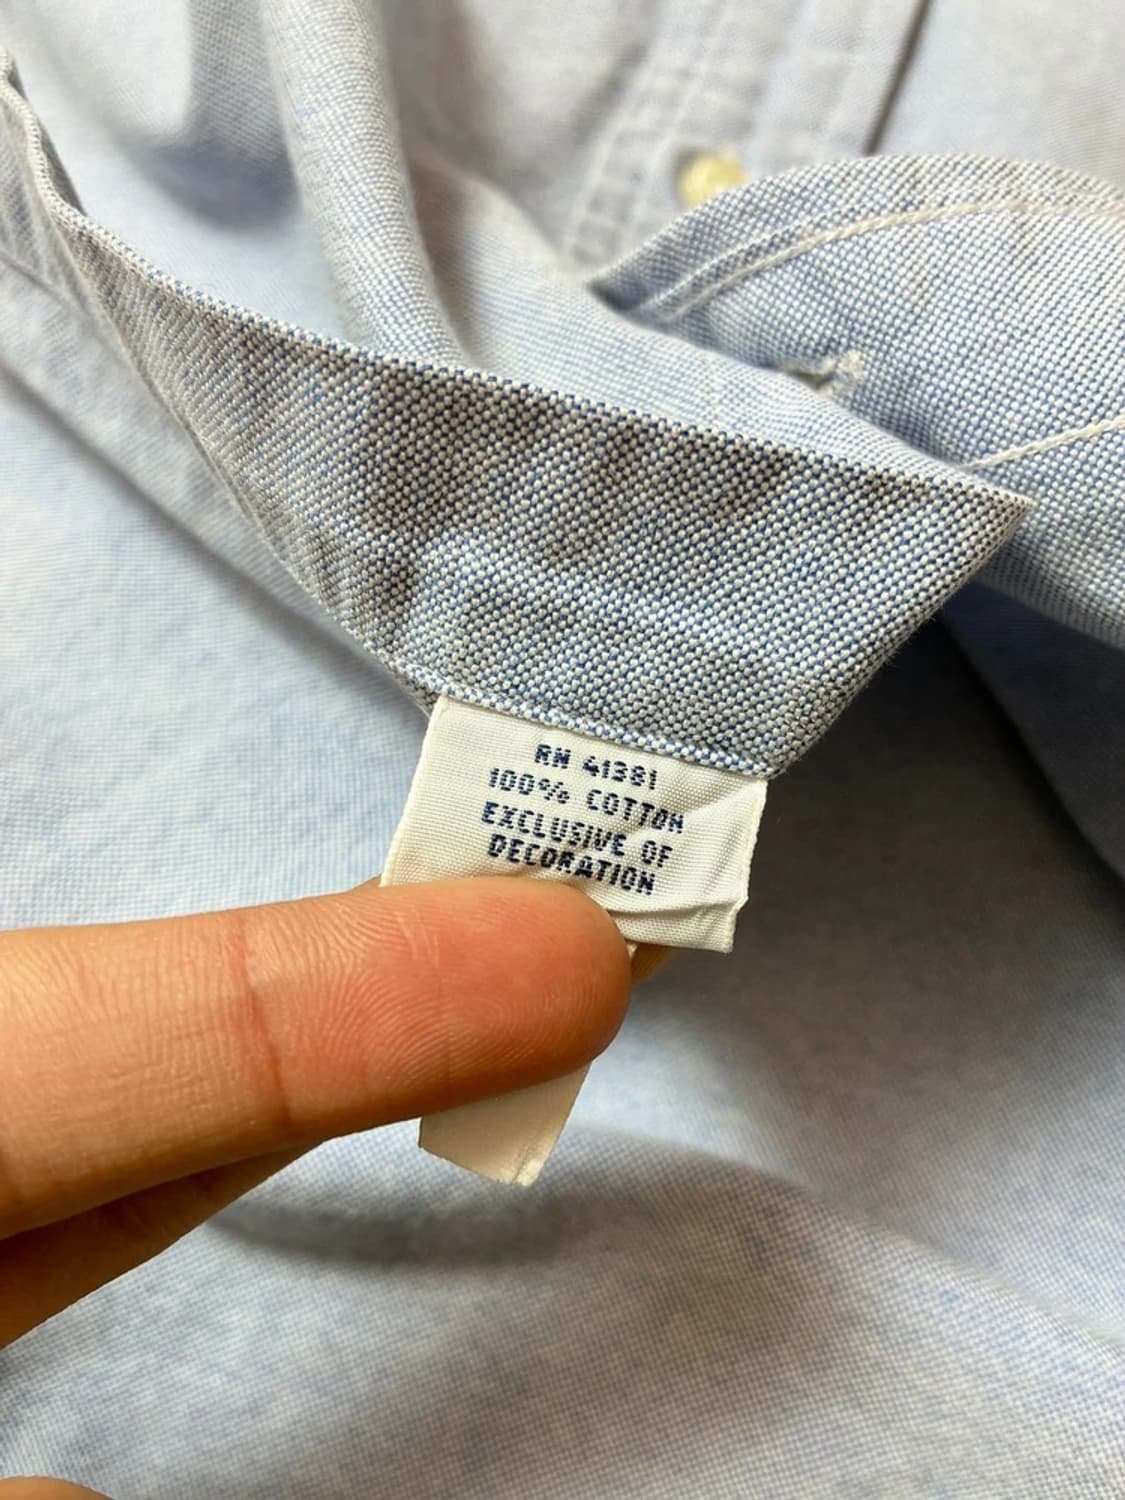 RN 41381
100% COTTON
EXCLUSIVE OF
DECORATION